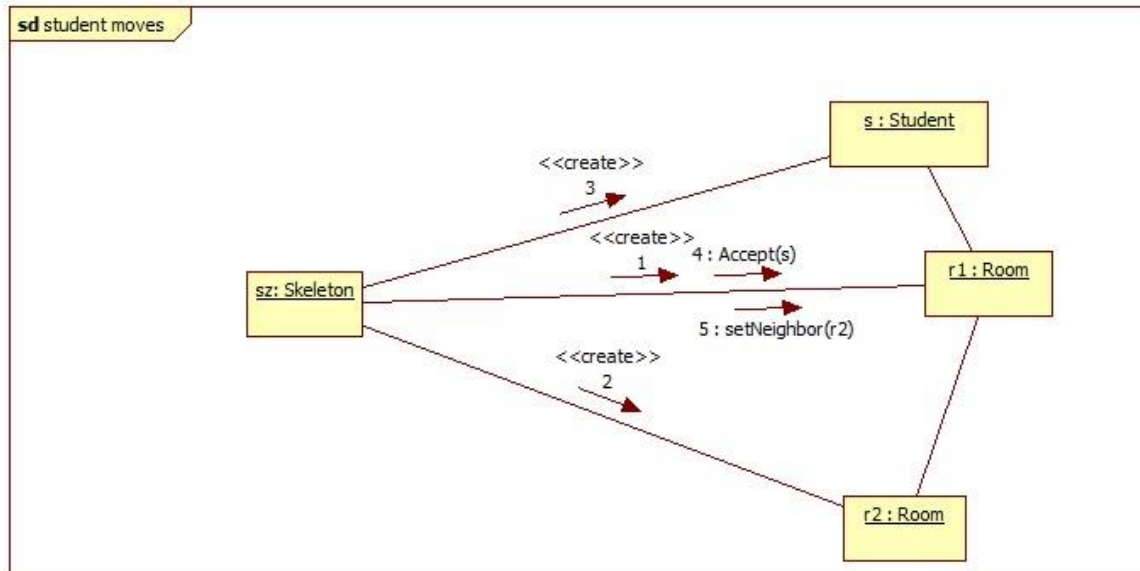 sd student moves
s : Student
<<create>>
3
<<create>>
1
4 : Accept(s)
r1 : Room
sz: Skeleton
5 : setNeighbor(r2)
<<create>>
2
r2 : Room